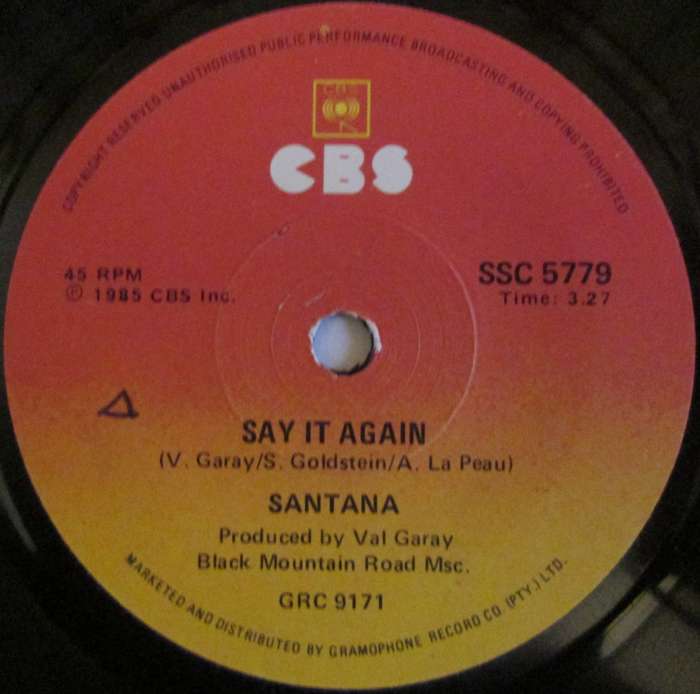 COPYRIGHT RESERVED UNAUTHORISED PUBLIC PERFORMANCE BROADCASTING AND COPYING PROHIBITED
CBS
CBS
45 RPM
Ⓟ 1985 CBS Inc.
SSC 5779
Time: 3.27
SAY IT AGAIN
(V. Garay/S. Goldstein/A. La Peau)
SANTANA
Produced by Val Garay
Black Mountain Road Msc.
GRC 9171
MARKETED AND DISTRIBUTED BY GRAMOPHONE RECORD CO. (PTY.) LTD.